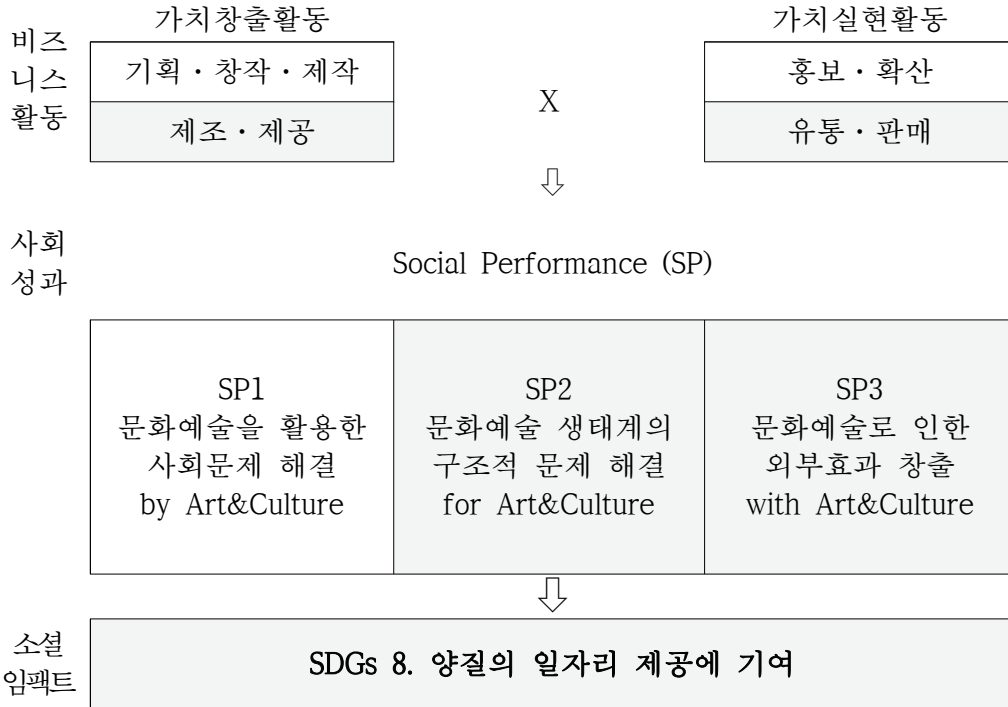 가치창출활동
가치실현활동
비즈
니스
활동
기획·창작·제작
제조·제공
X
홍보·확산
유통·판매
⇩
사회
성과
Social Performance (SP)
SP1
문화예술을 활용한
사회문제 해결
by Art&Culture
SP2
문화예술 생태계의
구조적 문제 해결
for Art&Culture
SP3
문화예술로 인한
외부효과 창출
with Art&Culture
⇩
소셜
임팩트
SDGs 8. 양질의 일자리 제공에 기여